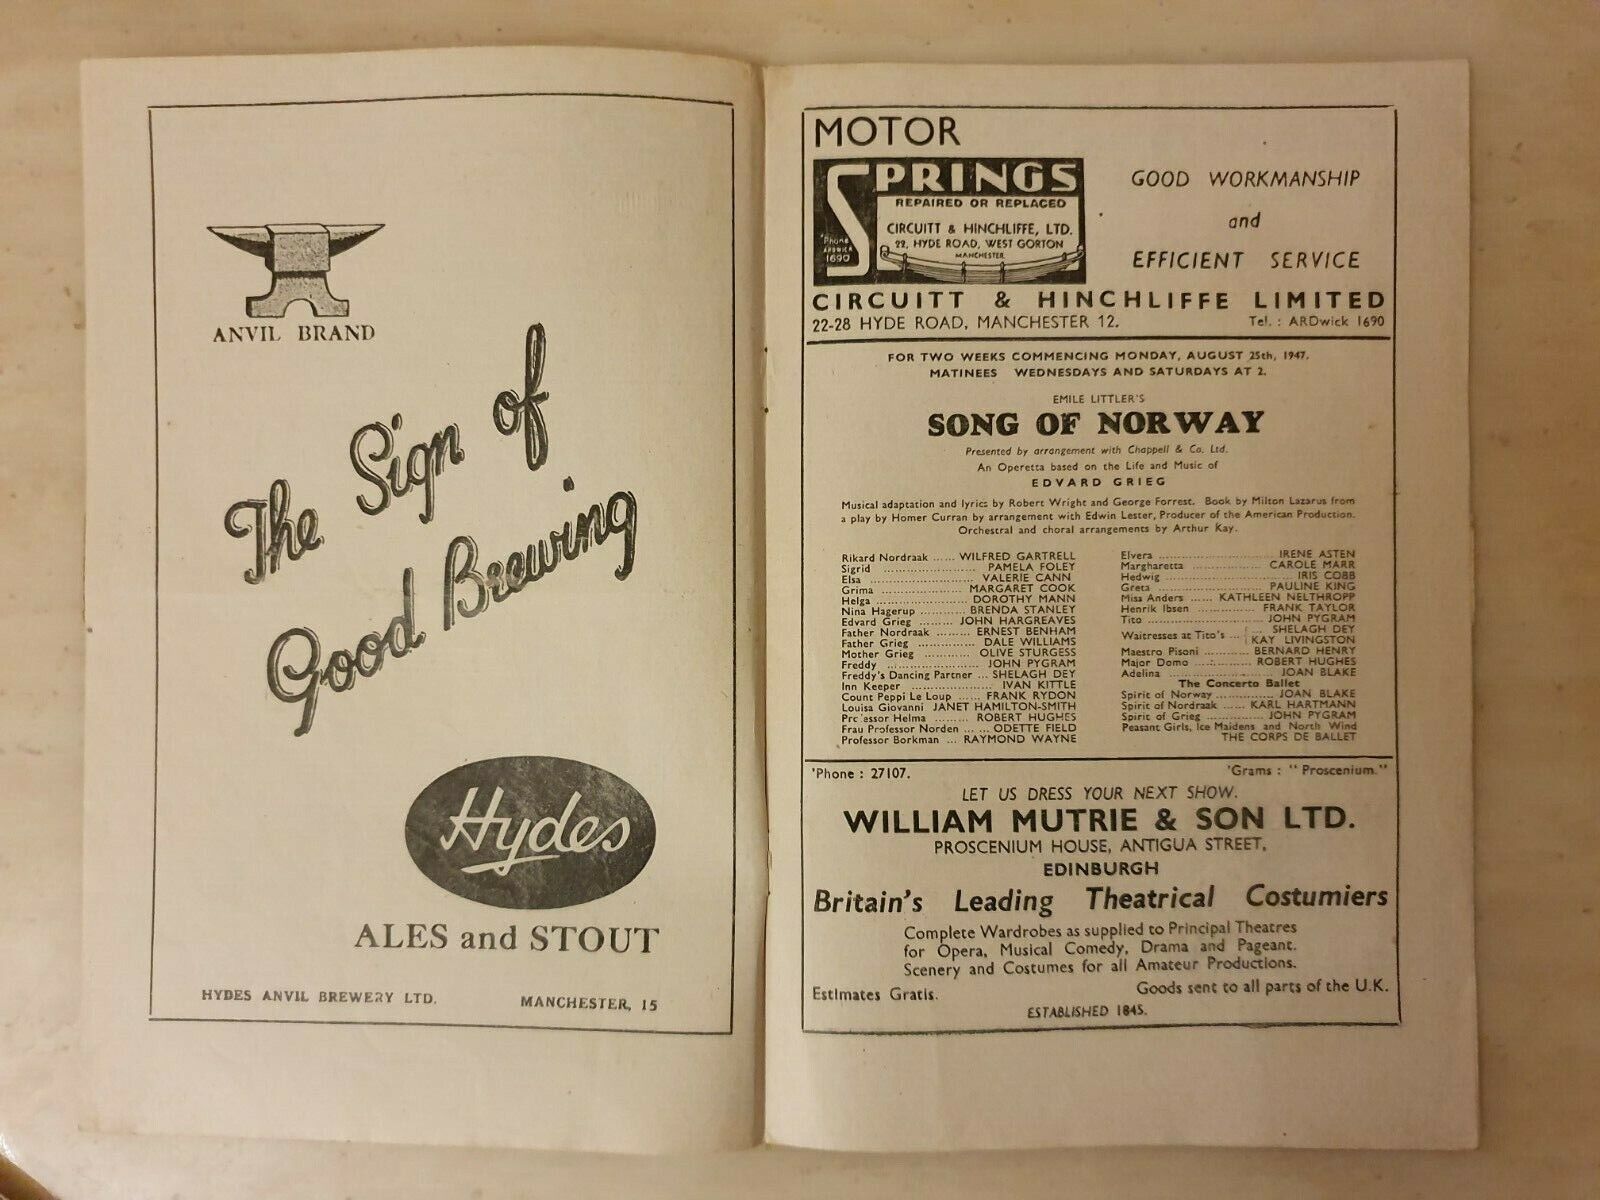 ANVIL BRAND
The Sign of
Good Brewing
Hydes
ALES and STOUT
HYDES ANVIL BREWERY LTD. MANCHESTER, 15
MOTOR
SPRINGS
REPAIRED OR REPLACED
CIRCUITT & HINCHLIFFE, LTD.
22, HYDE ROAD, WEST GORTON
MANCHESTER
'Phone
ARDWICK
1690
GOOD WORKMANSHIP
and
EFFICIENT SERVICE
CIRCUITT & HINCHLIFFE LIMITED
22-28 HYDE ROAD, MANCHESTER 12. Tel. : ARDwick 1690
FOR TWO WEEKS COMMENCING MONDAY, AUGUST 25th, 1947.
MATINEES WEDNESDAYS AND SATURDAYS AT 2.
EMILE LITTLER'S
SONG OF NORWAY
Presented by arrangement with Chappell & Co. Ltd.
An Operetta based on the Life and Music of
EDVARD GRIEG
Musical adaptation and lyrics by Robert Wright and George Forrest. Book by Milton Lazarus from
a play by Homer Curran by arrangement with Edwin Lester, Producer of the American Production.
Orchestral and choral arrangements by Arthur Kay.
Rikard Nordraak ...... WILFRED GARTRELL
Sigrid ...................... PAMELA FOLEY
Elsa ........................ VALERIE CANN
Grima ..................... MARGARET COOK
Helga ...................... DOROTHY MANN
Nina Hagerup ......... BRENDA STANLEY
Edvard Grieg ......... JOHN HARGREAVES
Father Nordraak ......... ERNEST BENHAM
Father Grieg ............... DALE WILLIAMS
Mother Grieg ......... OLIVE STURGESS
Freddy ..................... JOHN PYGRAM
Freddy's Dancing Partner ... SHELAGH DEY
Inn Keeper ..................... IVAN KITTLE
Count Peppi Le Loup ...... FRANK RYDON
Louisa Giovanni JANET HAMILTON-SMITH
Professor Helma ......... ROBERT HUGHES
Frau Professor Norden ...... ODETTE FIELD
Professor Borkman ... RAYMOND WAYNE
Elvera ........................ IRENE ASTEN
Margharetta ............... CAROLE MARR
Hedwig ........................ IRIS COBB
Greta ........................ PAULINE KING
Miss Anders ...... KATHLEEN NELTHROPP
Henrik Ibsen ............ FRANK TAYLOR
Tito ........................ JOHN PYGRAM
Waitresses at Tito's ... { ... SHELAGH DEY
KAY LIVINGSTON
Maestro Pisoni ......... BERNARD HENRY
Major Domo ............ ROBERT HUGHES
Adelina ........................ JOAN BLAKE
The Concerto Ballet
Spirit of Norway ............... JOAN BLAKE
Spirit of Nordraak ...... KARL HARTMANN
Spirit of Grieg ............... JOHN PYGRAM
Peasant Girls, Ice Maidens and North Wind
THE CORPS DE BALLET
'Phone : 27107. 'Grams : " Proscenium."
LET US DRESS YOUR NEXT SHOW.
WILLIAM MUTRIE & SON LTD.
PROSCENIUM HOUSE, ANTIGUA STREET,
EDINBURGH
Britain's Leading Theatrical Costumiers
Complete Wardrobes as supplied to Principal Theatres
for Opera, Musical Comedy, Drama and Pageant.
Scenery and Costumes for all Amateur Productions.
Estimates Gratis. Goods sent to all parts of the U.K.
ESTABLISHED 1845.